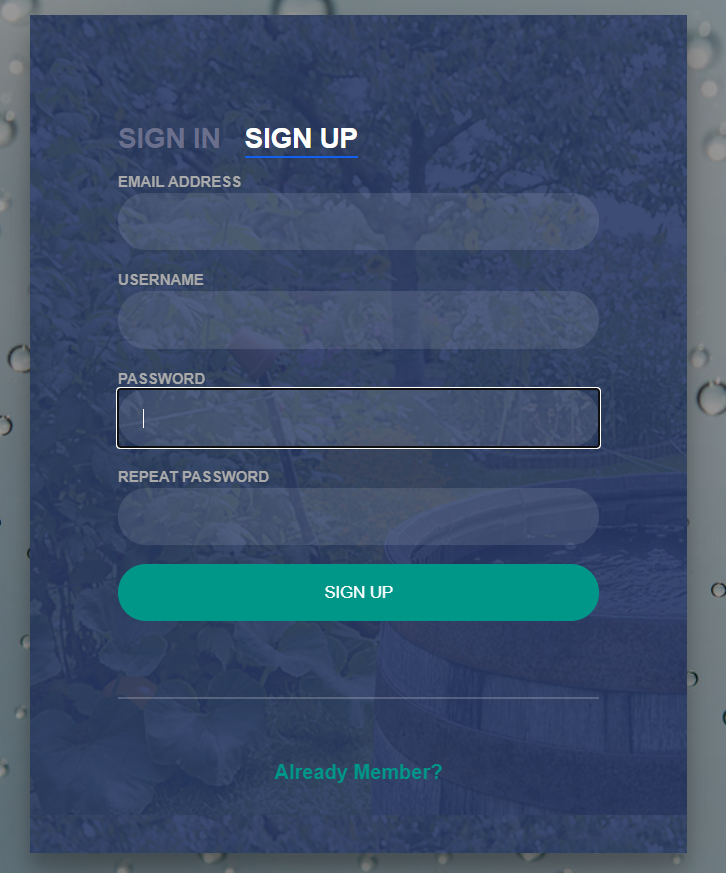 SIGN IN SIGN UP
EMAIL ADDRESS
USERNAME
PASSWORD
REPEAT PASSWORD
SIGN UP
Already Member?